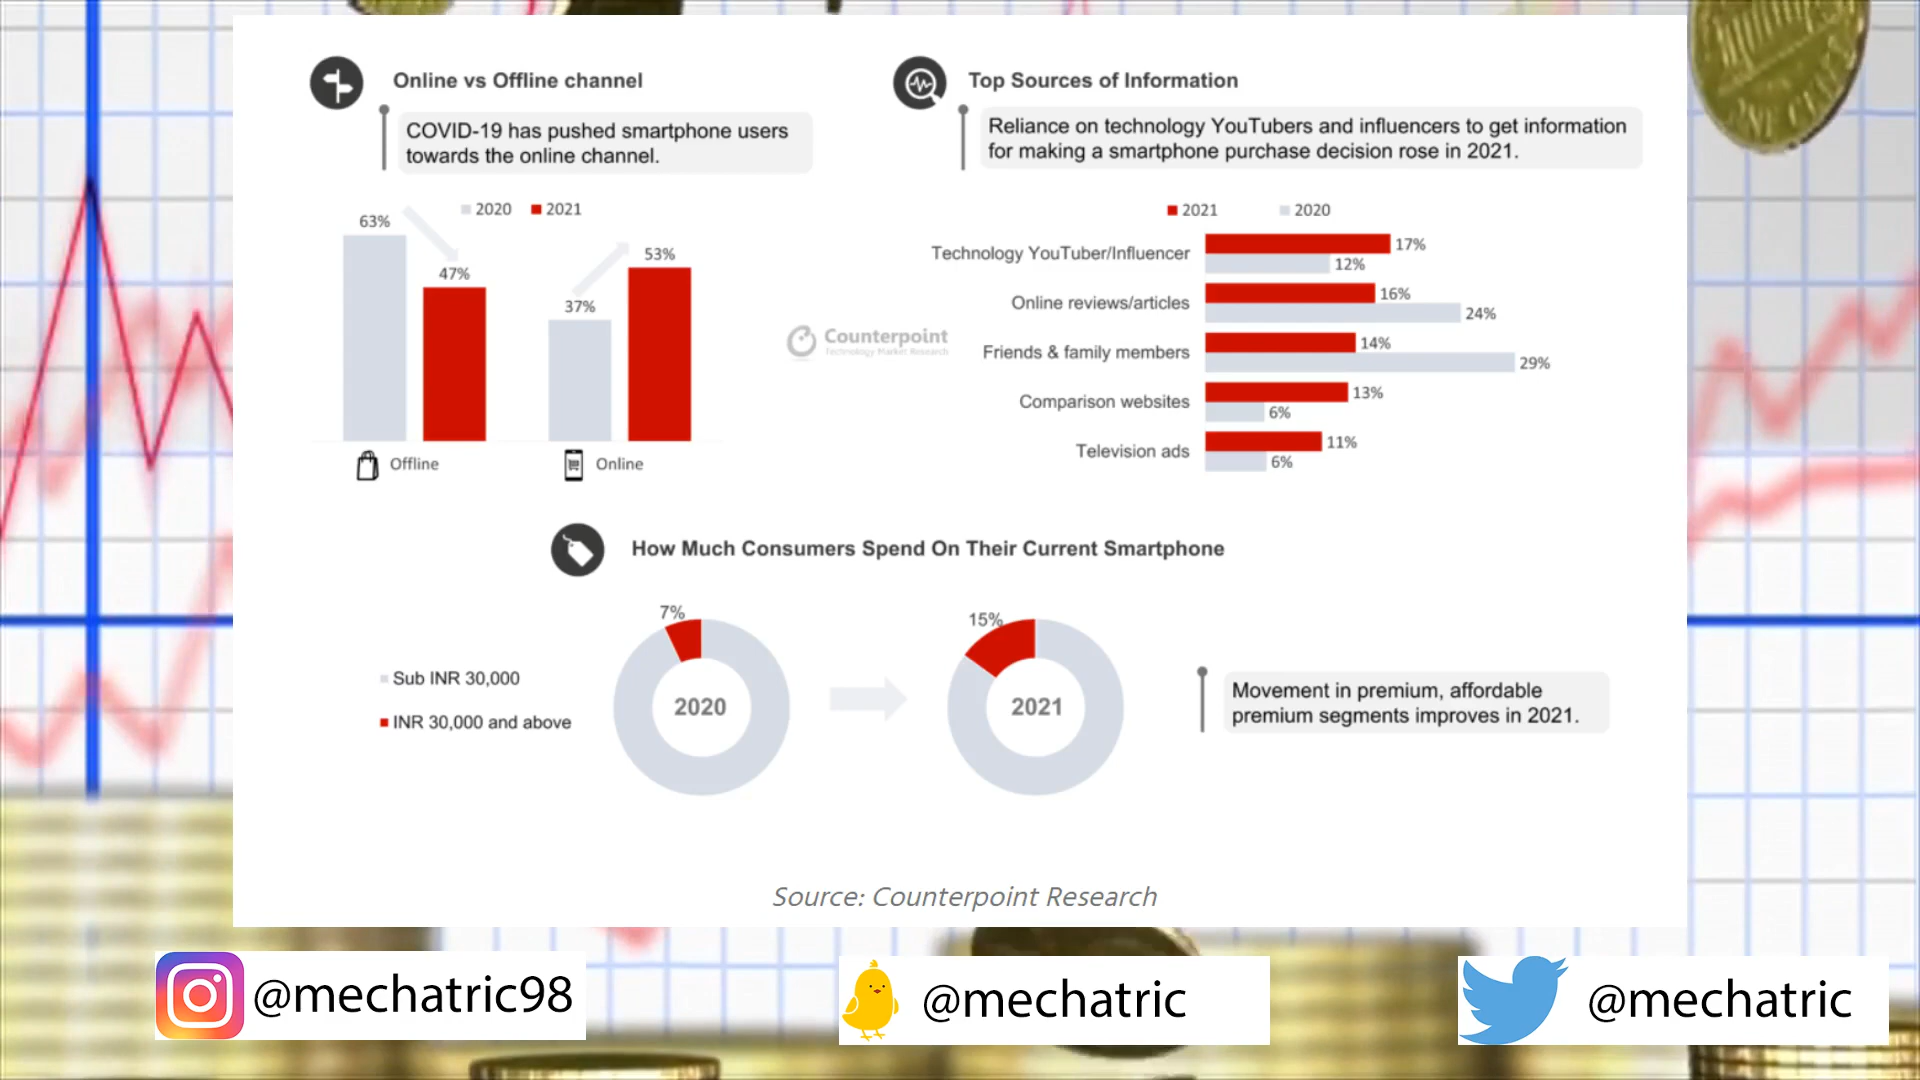 Online vs Offline channel
COVID-19 has pushed smartphone users
towards the online channel.
2020 2021
63%
47%
37%
53%
Offline
Online
Counterpoint
Technology Market Research
Top Sources of Information
Reliance on technology YouTubers and influencers to get information
for making a smartphone purchase decision rose in 2021.
2021 2020
Technology YouTuber/Influencer
17%
12%
Online reviews/articles
16%
24%
Friends & family members
14%
29%
Comparison websites
13%
6%
Television ads
11%
6%
How Much Consumers Spend On Their Current Smartphone
Sub INR 30,000
INR 30,000 and above
7%
2020
15%
2021
Movement in premium, affordable
premium segments improves in 2021.
Source: Counterpoint Research
@mechatric98
@mechatric
@mechatric